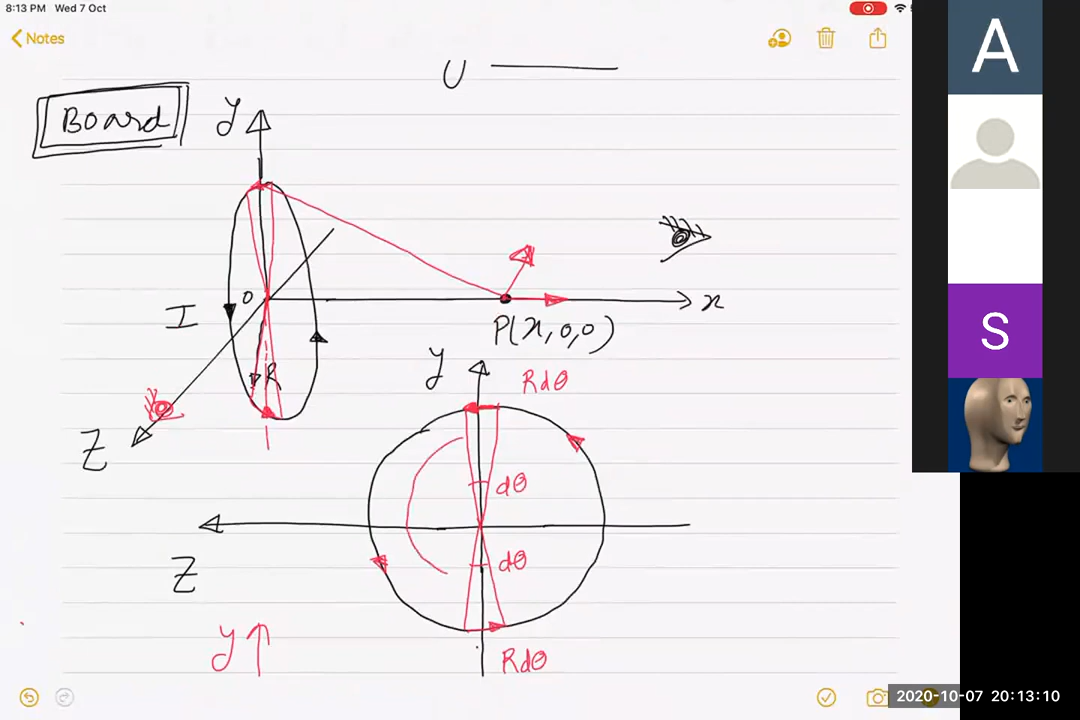 8:13 PM Wed 7 Oct
Notes
A
Board
y
O
I
R
x
P(x,0,0)
Z
y
Rdθ
dθ
dθ
Z
S
y↑
Rdθ
2020-10-07 20:13:10